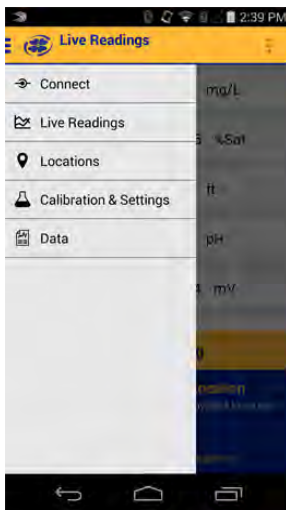 2:39 PM
Live Readings
Connect
mg/L
Live Readings
%Sat
Locations
ft
Calibration & Settings
Data
pH
mV